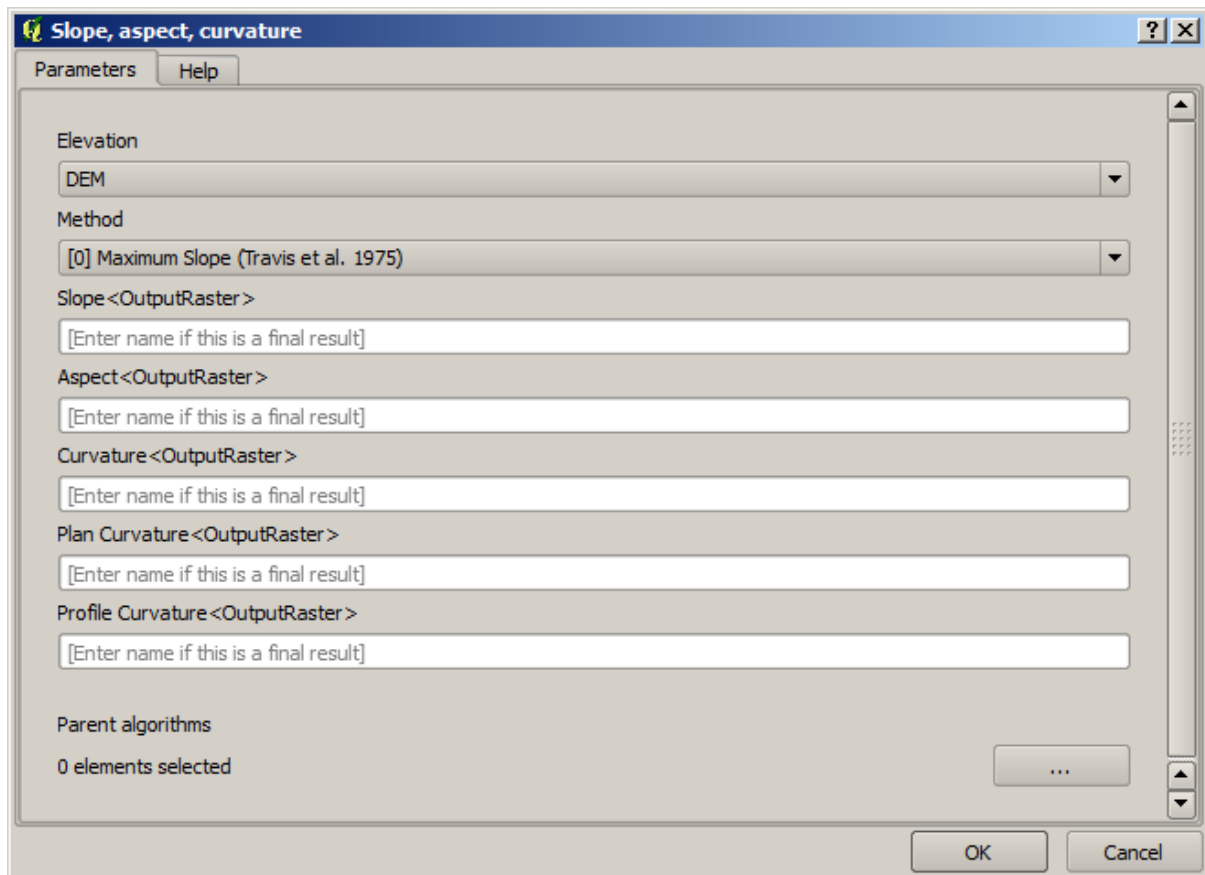 Slope, aspect, curvature
Parameters Help
Elevation
DEM
Method
[0] Maximum Slope (Travis et al. 1975)
Slope<OutputRaster>
[Enter name if this is a final result]
Aspect<OutputRaster>
[Enter name if this is a final result]
Curvature<OutputRaster>
[Enter name if this is a final result]
Plan Curvature<OutputRaster>
[Enter name if this is a final result]
Profile Curvature<OutputRaster>
[Enter name if this is a final result]
Parent algorithms
0 elements selected ...
OK Cancel